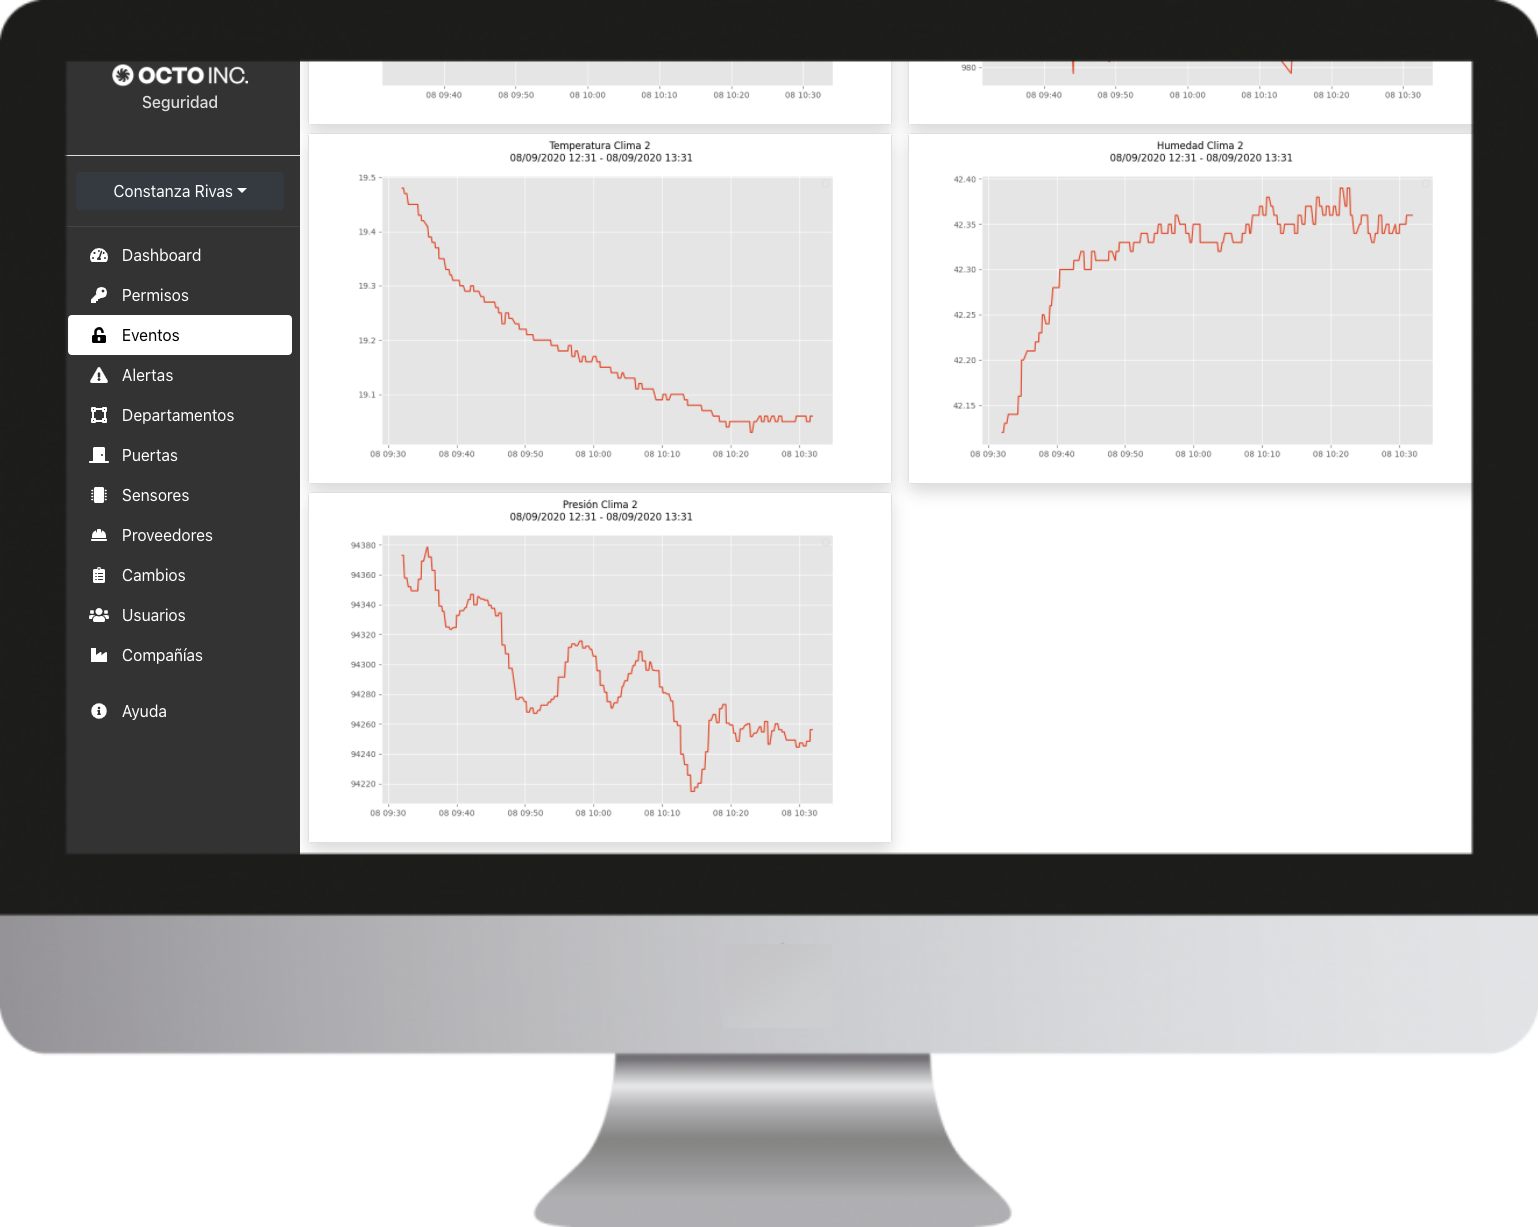 OCTO INC.
Seguridad
Constanza Rivas
Dashboard
Permisos
Eventos
Alertas
Departamentos
Puertas
Sensores
Proveedores
Cambios
Usuarios
Compañías
Ayuda
08 09:40 08 09:50 08 10:00 08 10:10 08 10:20 08 10:30
980
08 09:40 08 09:50 08 10:00 08 10:10 08 10:20 08 10:30
Temperatura Clima 2
08/09/2020 12:31 - 08/09/2020 13:31
19.5
19.4
19.3
19.2
19.1
08 09:30 08 09:40 08 09:50 08 10:00 08 10:10 08 10:20 08 10:30
Humedad Clima 2
08/09/2020 12:31 - 08/09/2020 13:31
42.40
42.35
42.30
42.25
42.20
42.15
08 09:30 08 09:40 08 09:50 08 10:00 08 10:10 08 10:20 08 10:30
Presión Clima 2
08/09/2020 12:31 - 08/09/2020 13:31
94380
94360
94340
94320
94300
94280
94260
94240
94220
08 09:30 08 09:40 08 09:50 08 10:00 08 10:10 08 10:20 08 10:30